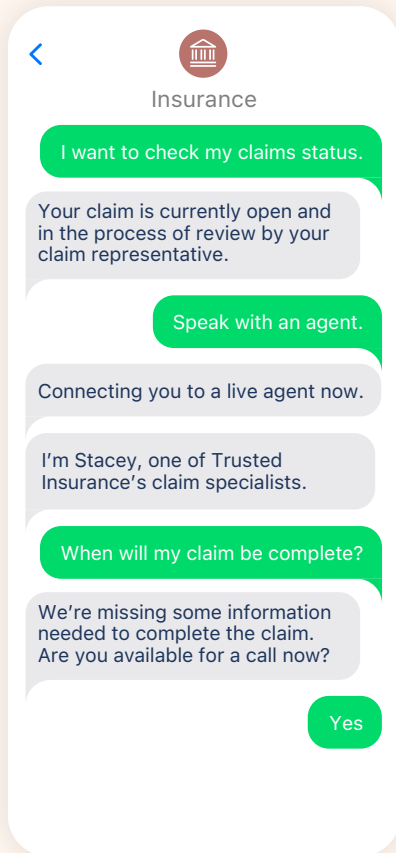 Insurance
I want to check my claims status.
Your claim is currently open and
in the process of review by your
claim representative.
Speak with an agent.
Connecting you to a live agent now.
I’m Stacey, one of Trusted
Insurance’s claim specialists.
When will my claim be complete?
We’re missing some information
needed to complete the claim.
Are you available for a call now?
Yes